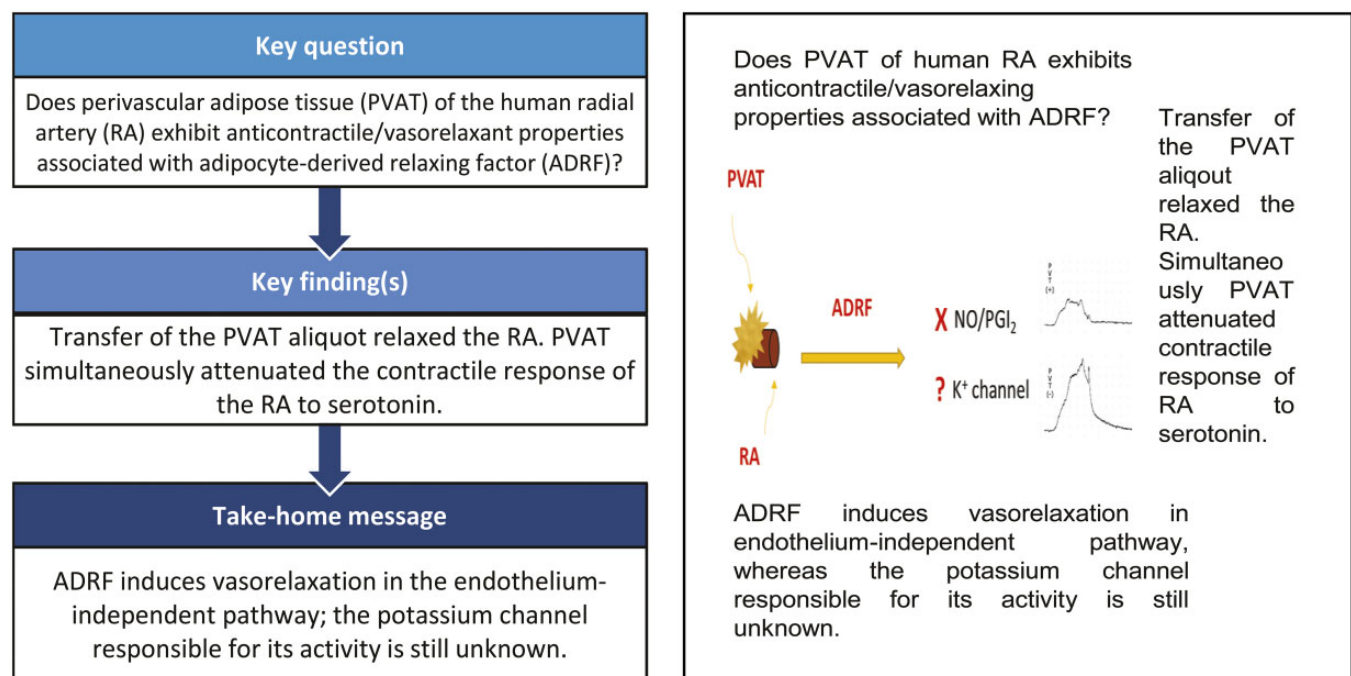 Key question
Does perivascular adipose tissue (PVAT) of the human radial
artery (RA) exhibit anticontractile/vasorelaxant properties
associated with adipocyte-derived relaxing factor (ADRF)?
Key finding(s)
Transfer of the PVAT aliquot relaxed the RA. PVAT
simultaneously attenuated the contractile response of
the RA to serotonin.
Take-home message
ADRF induces vasorelaxation in the endothelium-
independent pathway; the potassium channel
responsible for its activity is still unknown.
Does PVAT of human RA exhibits
anticontractile/vasorelaxing
properties associated with ADRF?
Transfer of
the PVAT
aliqout
relaxed the
RA.
Simultaneo
usly PVAT
attenuated
contractile
response of
RA to
serotonin.
PVAT
ADRF
RA
X NO/PGI₂
? K⁺ channel
P
V
T
(+)
P
V
T
(-)
ADRF induces vasorelaxation in
endothelium-independent pathway,
whereas the potassium channel
responsible for its activity is still
unknown.